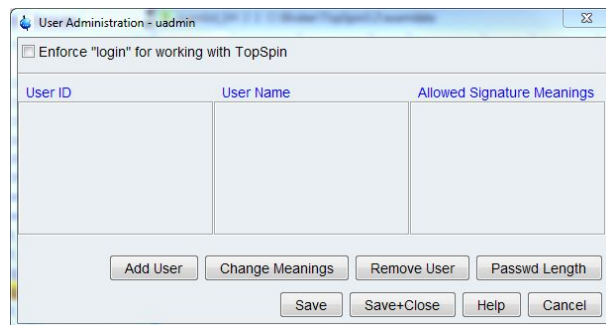 User Administration - uadmin
Enforce "login" for working with TopSpin
User ID User Name Allowed Signature Meanings
Add User Change Meanings Remove User Passwd Length
Save Save+Close Help Cancel